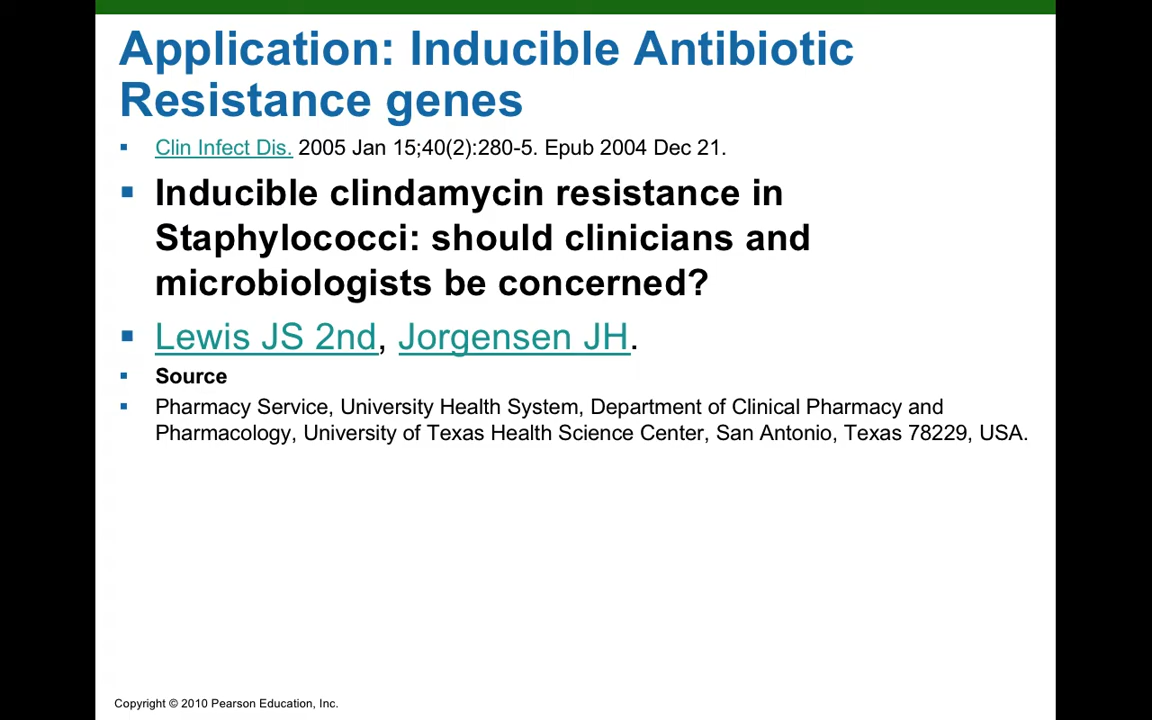 Application: Inducible Antibiotic
Resistance genes
▪ Clin Infect Dis. 2005 Jan 15;40(2):280-5. Epub 2004 Dec 21.
▪ Inducible clindamycin resistance in
Staphylococci: should clinicians and
microbiologists be concerned?
▪ Lewis JS 2nd, Jorgensen JH.
▪ Source
▪ Pharmacy Service, University Health System, Department of Clinical Pharmacy and
Pharmacology, University of Texas Health Science Center, San Antonio, Texas 78229, USA.
Copyright © 2010 Pearson Education, Inc.